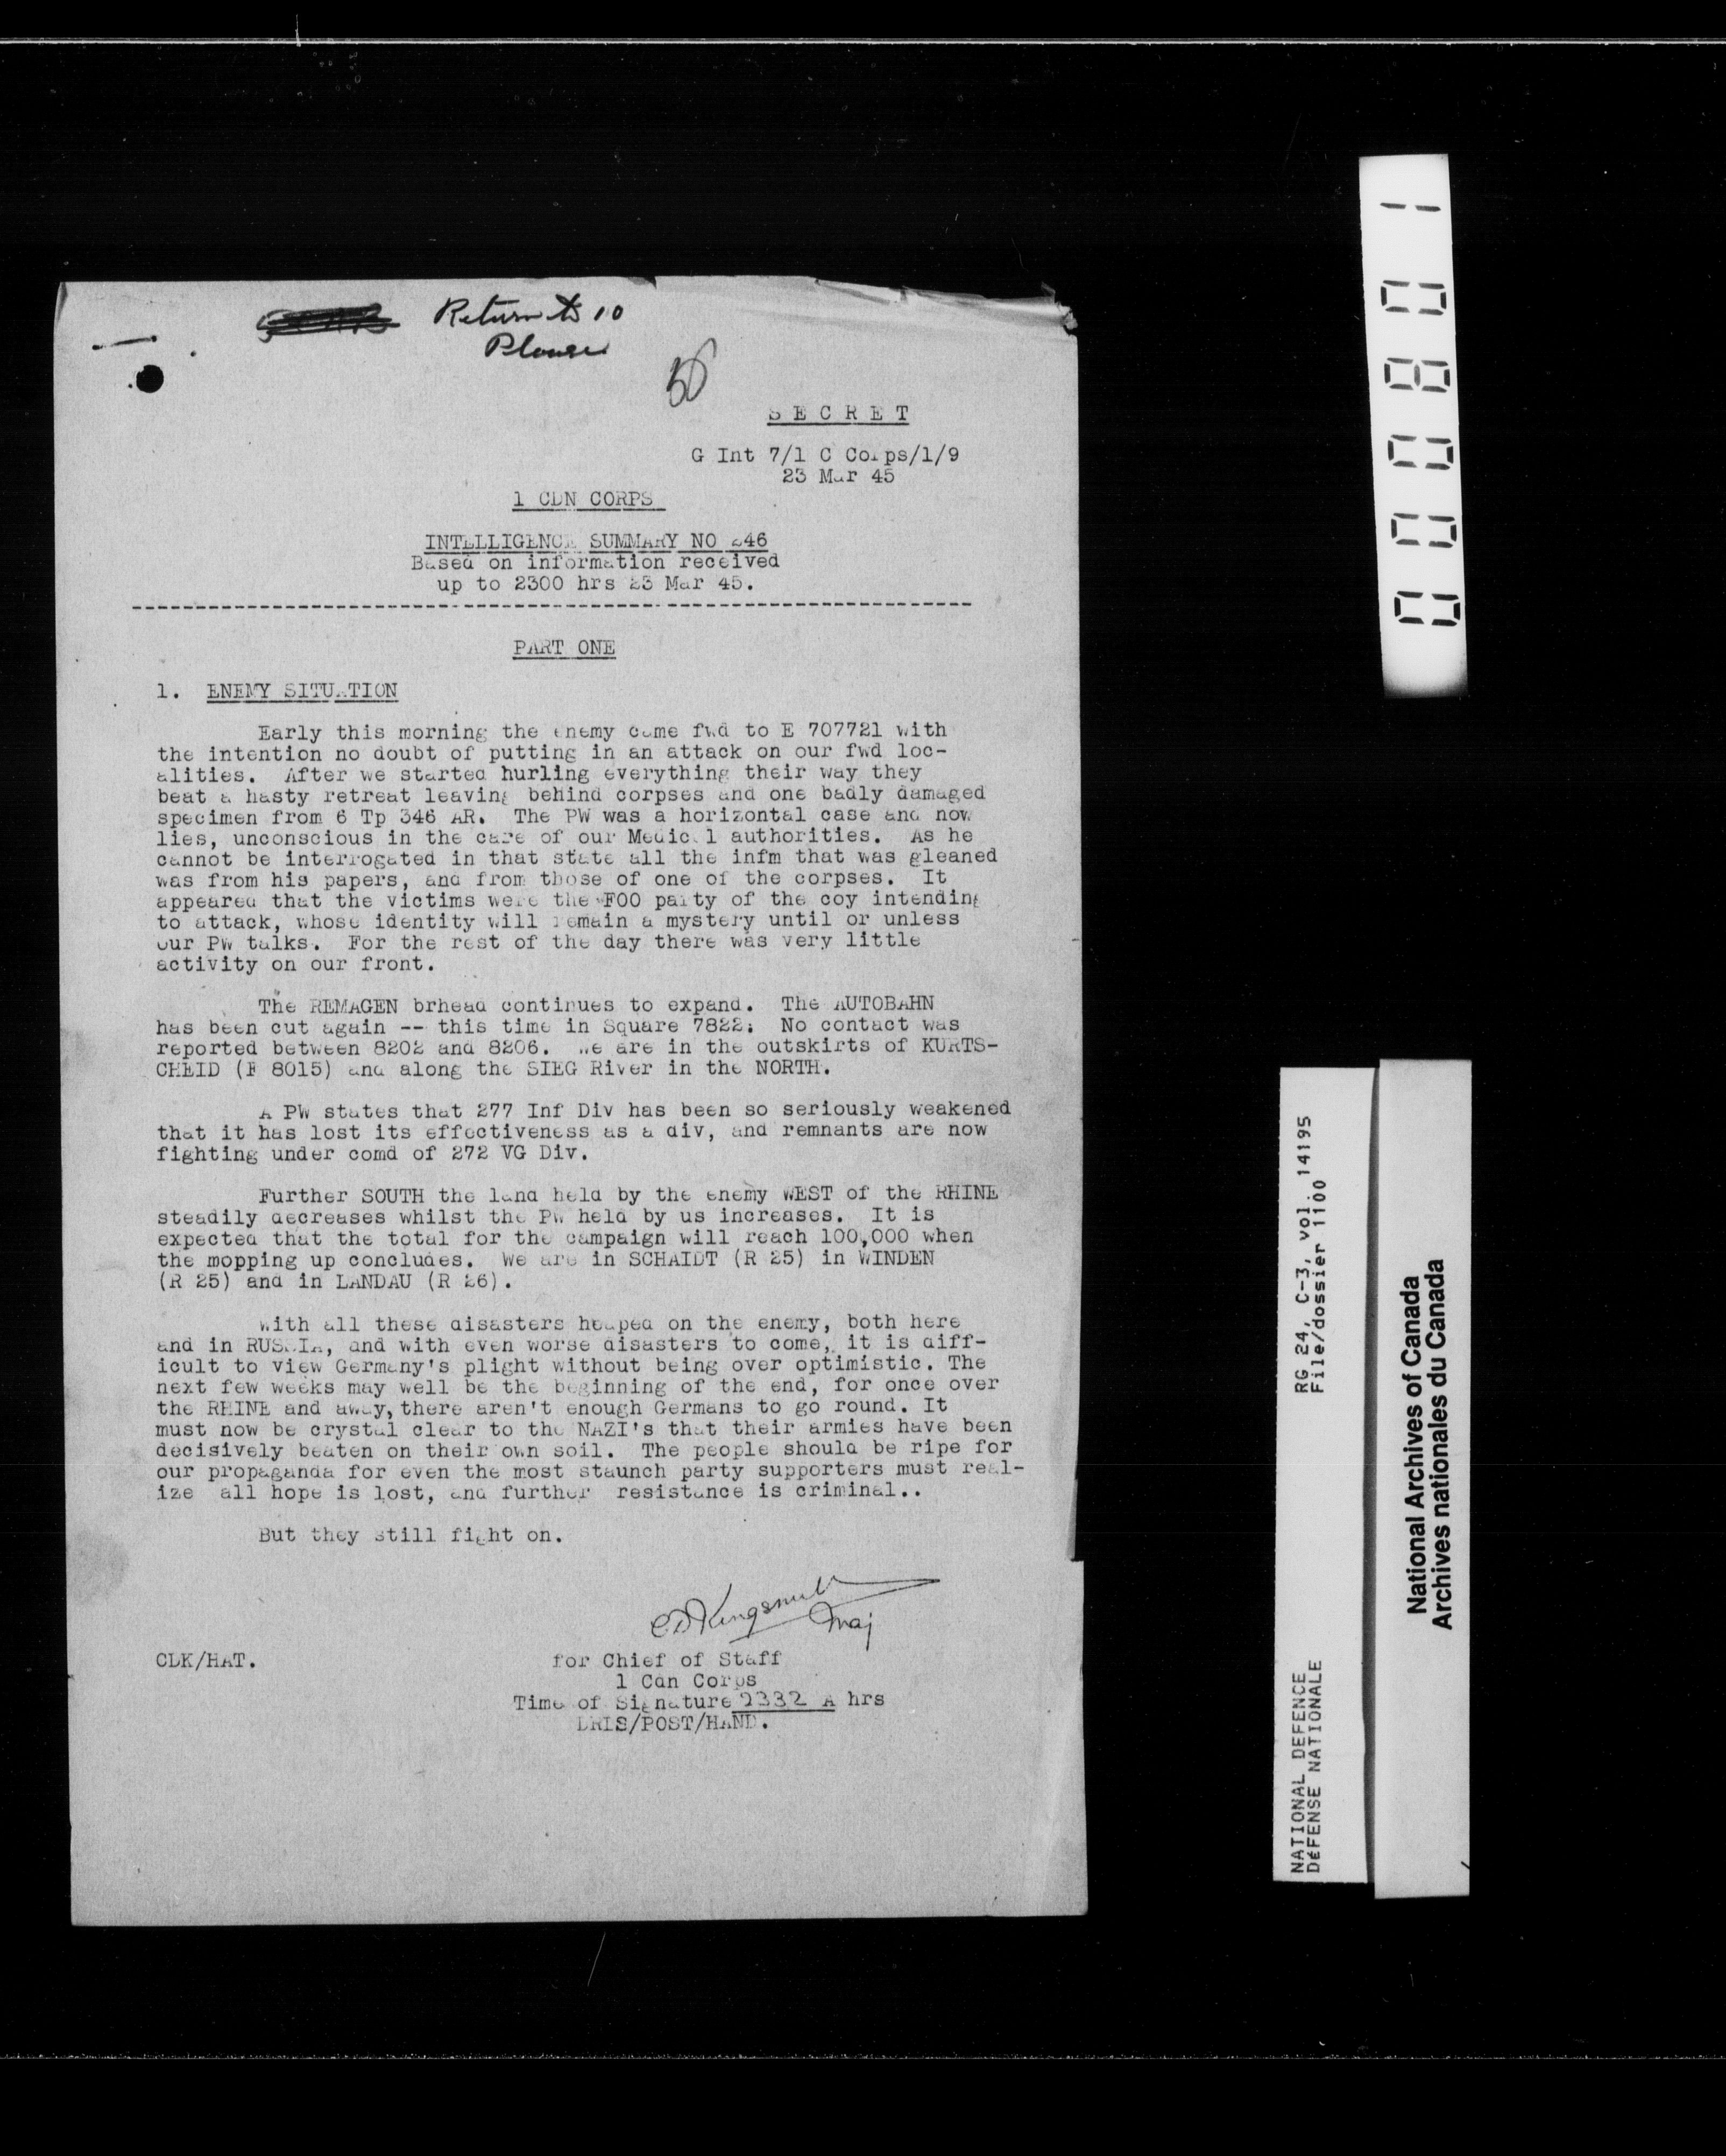 Return to 10
Please
56
S E C R E T
G Int 7/1 C Corps/1/9
23 Mar 45
1 CDN CORPS
INTELLIGENCE SUMMARY NO 246
Based on information received
up to 2300 hrs 23 Mar 45.
PART ONE
1. ENEMY SITUATION
Early this morning the enemy came fwd to E 707721 with
the intention no doubt of putting in an attack on our fwd loc-
alities. After we started hurling everything their way they
beat a hasty retreat leaving behind corpses and one badly damaged
specimen from 6 Tp 346 AR. The PW was a horizontal case and now
lies, unconscious in the care of our Medical authorities. As he
cannot be interrogated in that state all the infm that was gleaned
was from his papers, and from those of one of the corpses. It
appeared that the victims were the FOO party of the coy intending
to attack, whose identity will remain a mystery until or unless
our PW talks. For the rest of the day there was very little
activity on our front.
The REMAGEN brhead continues to expand. The AUTOBAHN
has been cut again -- this time in Square 7822: No contact was
reported between 8202 and 8206. We are in the outskirts of KURTS-
CHEID (F 8015) and along the SIEG River in the NORTH.
A PW states that 277 Inf Div has been so seriously weakened
that it has lost its effectiveness as a div, and remnants are now
fighting under comd of 272 VG Div.
Further SOUTH the land held by the enemy WEST of the RHINE
steadily decreases whilst the PW held by us increases. It is
expected that the total for the campaign will reach 100,000 when
the mopping up concludes. We are in SCHAIDT (R 25) in WINDEN
(R 25) and in LANDAU (R 26).
With all these disasters heaped on the enemy, both here
and in RUSSIA, and with even worse disasters to come, it is diff-
icult to view Germany's plight without being over optimistic. The
next few weeks may well be the beginning of the end, for once over
the RHINE and away, there aren't enough Germans to go round. It
must now be crystal clear to the NAZI's that their armies have been
decisively beaten on their own soil. The people should be ripe for
our propaganda for even the most staunch party supporters must real-
ize all hope is lost, and further resistance is criminal..
But they still fight on.
CD Kingsmill
Maj
CDK/HAT.
for Chief of Staff
1 Cdn Corps
Time of Signature 2332 A hrs
DRLS/POST/HAND.
000801
NATIONAL DEFENCE RG 24, C-3, vol. 14195
DÉFENSE NATIONALE File/dossier 1100
National Archives of Canada
Archives nationales du Canada